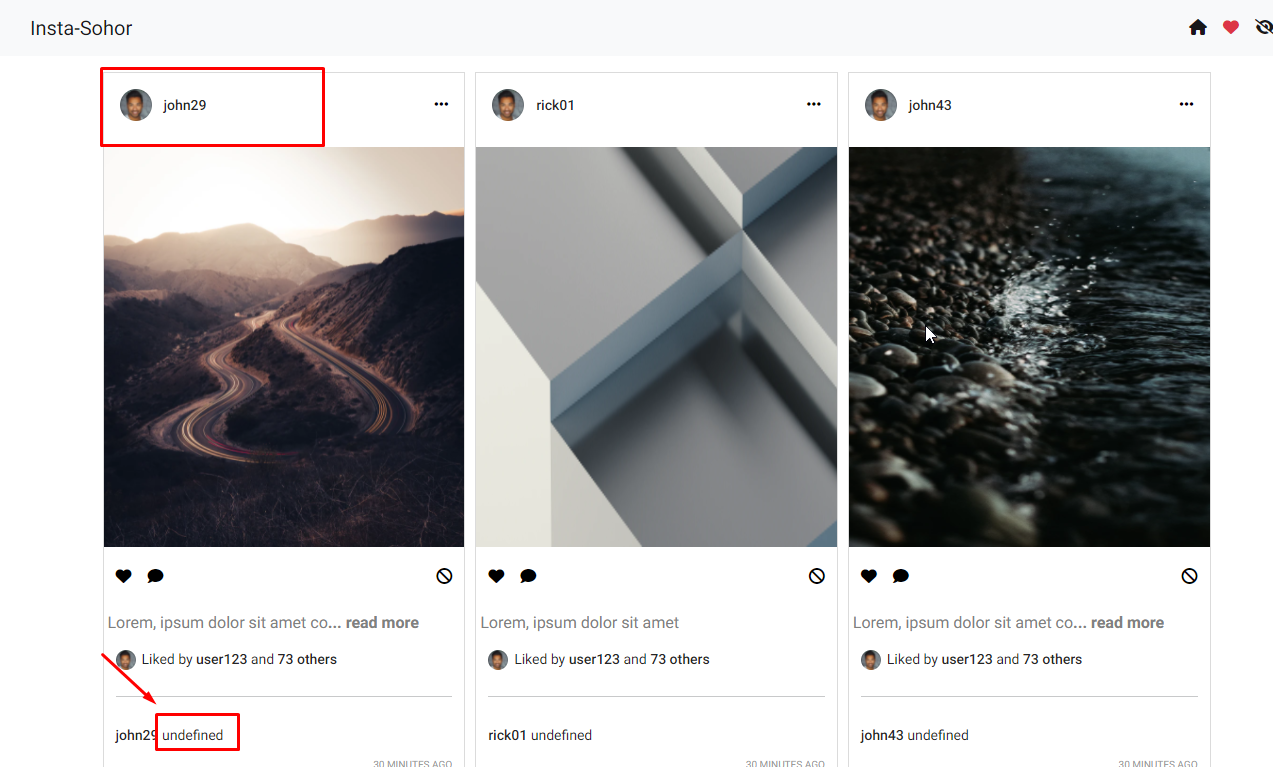 Insta-Sohor
john29
rick01
john43
Lorem, ipsum dolor sit amet co... read more
Lorem, ipsum dolor sit amet
Lorem, ipsum dolor sit amet co... read more
Liked by user123 and 73 others
Liked by user123 and 73 others
Liked by user123 and 73 others
john29 undefined
rick01 undefined
john43 undefined
30 MINUTES AGO
30 MINUTES AGO
30 MINUTES AGO